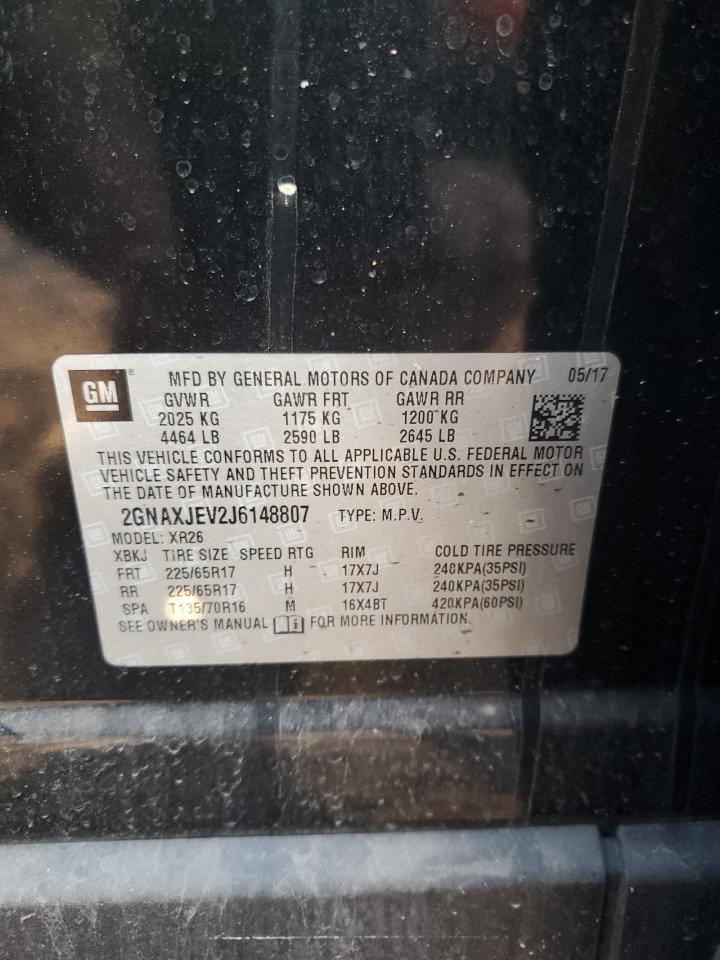 GM ® MFD BY GENERAL MOTORS OF CANADA COMPANY 05/17
GVWR GAWR FRT GAWR RR
2025 KG 1175 KG 1200 KG
4464 LB 2590 LB 2645 LB
THIS VEHICLE CONFORMS TO ALL APPLICABLE U.S. FEDERAL MOTOR
VEHICLE SAFETY AND THEFT PREVENTION STANDARDS IN EFFECT ON
THE DATE OF MANUFACTURE SHOWN ABOVE.
2GNAXJEV2J6148807 TYPE: M.P.V.
MODEL: XR26
XBKJ TIRE SIZE SPEED RTG RIM COLD TIRE PRESSURE
FRT 225/65R17 H 17X7J 240KPA(35PSI)
RR 225/65R17 H 17X7J 240KPA(35PSI)
SPA T135/70R16 M 16X4BT 420KPA(60PSI)
SEE OWNER'S MANUAL i FOR MORE INFORMATION.